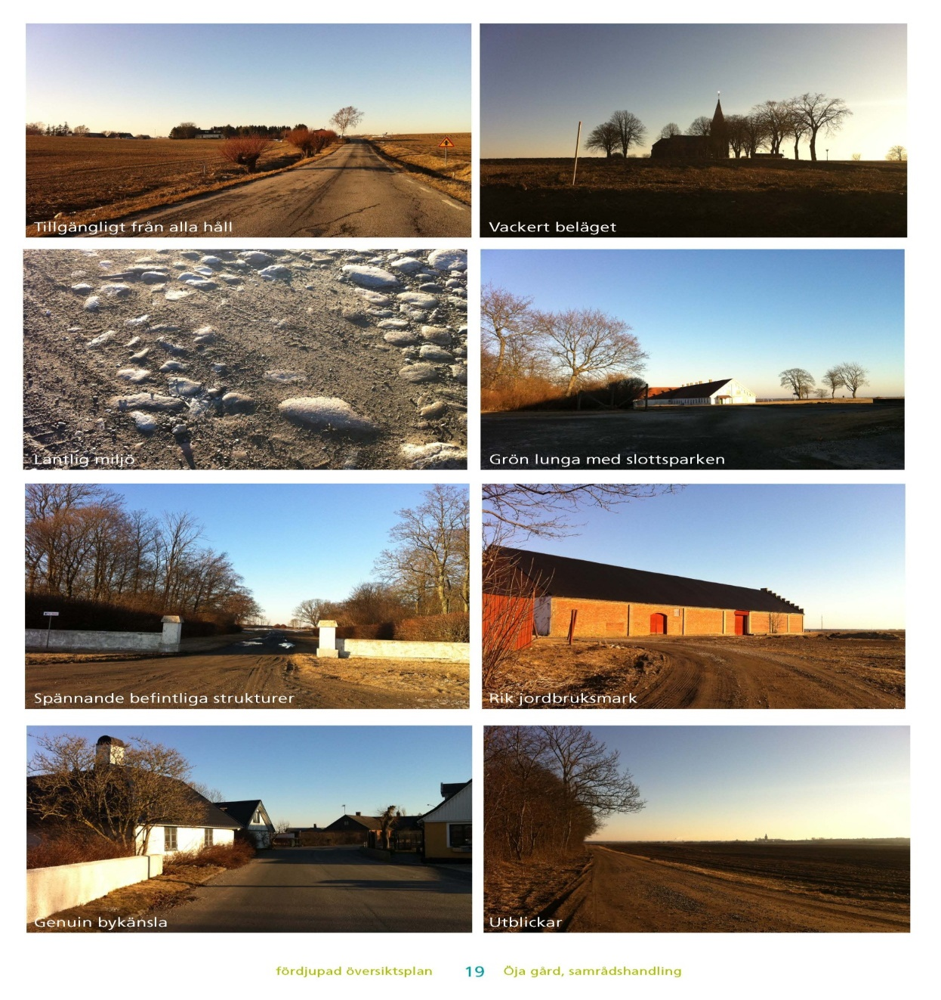 Tillgängligt från alla håll
Vackert beläget
Lantlig miljö
Grön lunga med slottsparken
Spännande befintliga strukturer
Rik jordbruksmark
Genuin bykänsla
Utblickar
fördjupad översiktsplan 19 Öja gård, samrådshandling